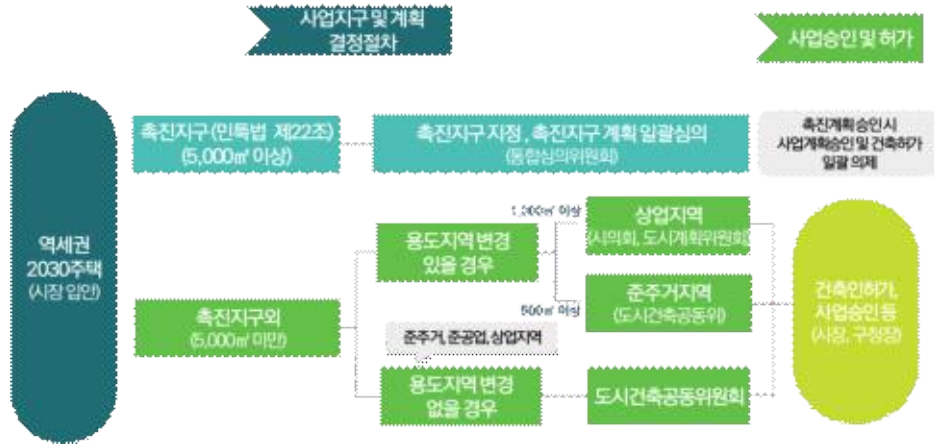 사업지구 및 계획
결정절차
사업승인 및 허가
역세권
2030주택
(시장 입안)
촉진지구 (민특법 제22조)
(5,000㎡ 이상)
촉진지구 지정, 촉진지구 계획 일괄심의
(통합심의위원회)
촉진계획 승인 시
사업계획승인 및 건축허가
일괄 의제
촉진지구외
(5,000㎡ 미만)
용도지역 변경
있을 경우
1,000㎡ 이상
상업지역
(시의회, 도시계획위원회)
500㎡ 이상
준주거지역
(도시건축공동위)
준주거, 준공업, 상업지역
용도지역 변경
없을 경우
도시건축공동위원회
건축인허가,
사업승인 등
(시장, 구청장)